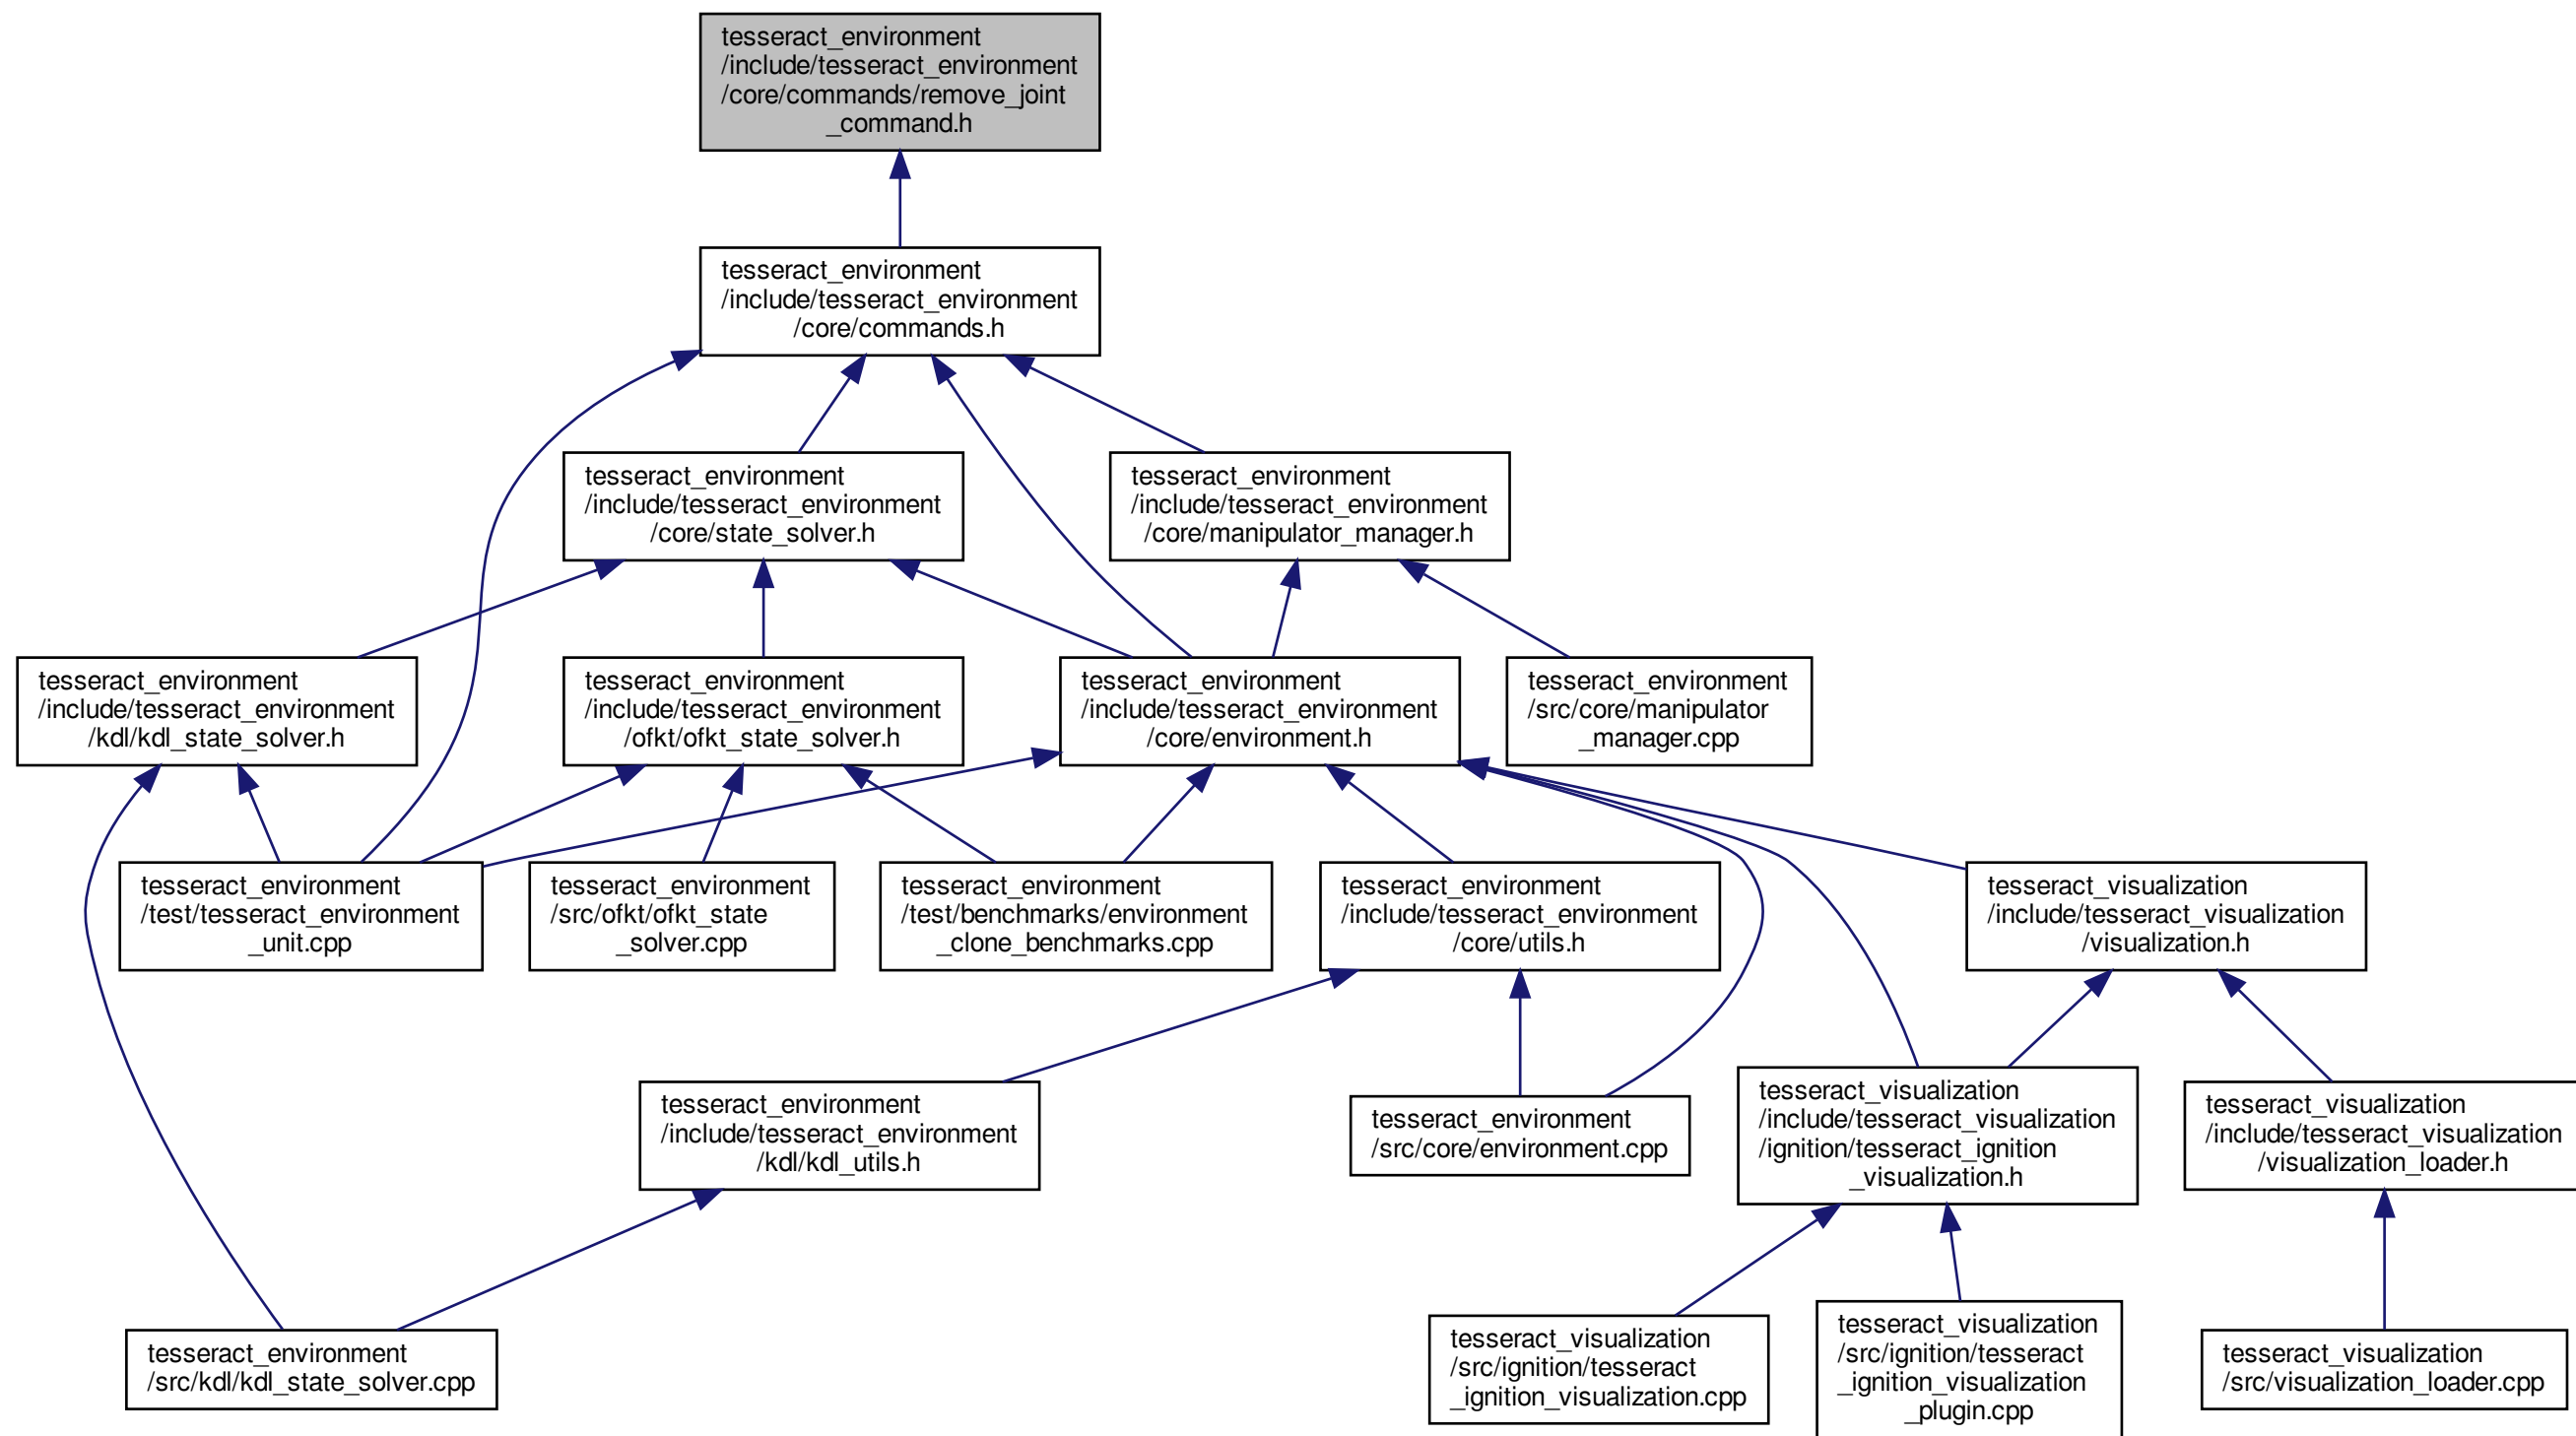 tesseract_environment
/include/tesseract_environment
/core/commands/remove_joint
_command.h
tesseract_environment
/include/tesseract_environment
/core/commands.h
tesseract_environment
/include/tesseract_environment
/core/state_solver.h
tesseract_environment
/include/tesseract_environment
/core/manipulator_manager.h
tesseract_environment
/include/tesseract_environment
/kdl/kdl_state_solver.h
tesseract_environment
/include/tesseract_environment
/ofkt/ofkt_state_solver.h
tesseract_environment
/include/tesseract_environment
/core/environment.h
tesseract_environment
/src/core/manipulator
_manager.cpp
tesseract_environment
/test/tesseract_environment
_unit.cpp
tesseract_environment
/src/ofkt/ofkt_state
_solver.cpp
tesseract_environment
/test/benchmarks/environment
_clone_benchmarks.cpp
tesseract_environment
/include/tesseract_environment
/core/utils.h
tesseract_visualization
/include/tesseract_visualization
/visualization.h
tesseract_environment
/include/tesseract_environment
/kdl/kdl_utils.h
tesseract_environment
/src/core/environment.cpp
tesseract_visualization
/include/tesseract_visualization
/ignition/tesseract_ignition
_visualization.h
tesseract_visualization
/include/tesseract_visualization
/visualization_loader.h
tesseract_environment
/src/kdl/kdl_state_solver.cpp
tesseract_visualization
/src/ignition/tesseract
_ignition_visualization.cpp
tesseract_visualization
/src/ignition/tesseract
_ignition_visualization
_plugin.cpp
tesseract_visualization
/src/visualization_loader.cpp